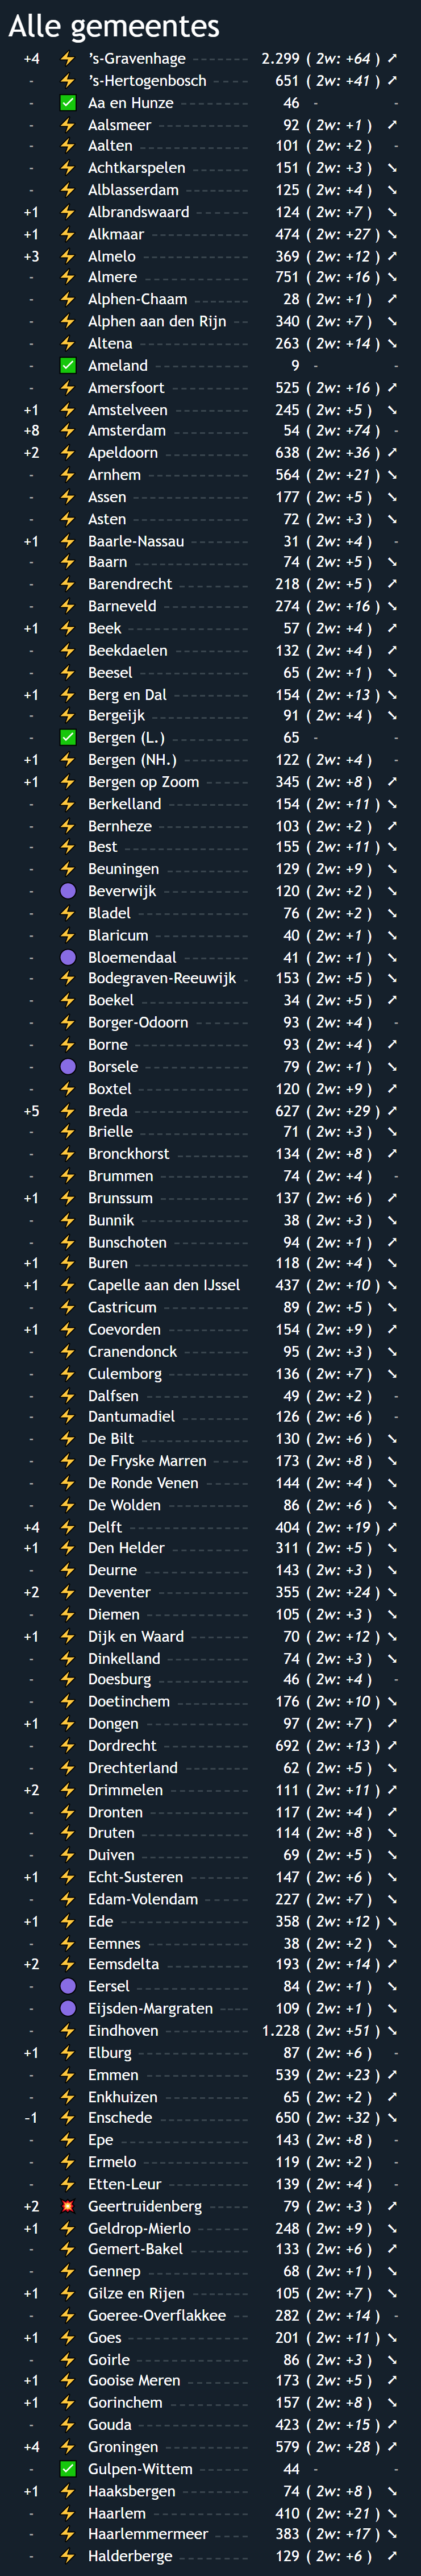 Alle gemeentes
+4 ⚡ ’s-Gravenhage 2.299 ( 2w: +64) ➚
- ⚡ ’s-Hertogenbosch 651 ( 2w: +41 ) ➚
- ✅ Aa en Hunze 46 - -
- ⚡ Aalsmeer 92 ( 2w: +1 ) ➚
- ⚡ Aalten 101 ( 2w: +2 ) -
- ⚡ Achtkarspelen 151 ( 2w: +3 ) ➘
- ⚡ Alblasserdam 125 ( 2w: +4 ) ➘
+1 ⚡ Albrandswaard 124 ( 2w: +7 ) ➘
+1 ⚡ Alkmaar 474 ( 2w: +27 ) ➘
+3 ⚡ Almelo 369 ( 2w: +12 ) ➚
- ⚡ Almere 751 ( 2w: +16 ) ➘
- ⚡ Alphen-Chaam 28 ( 2w: +1 ) ➚
- ⚡ Alphen aan den Rijn 340 ( 2w: +7 ) ➘
- ⚡ Altena 263 ( 2w: +14 ) ➘
- ✅ Ameland 9 - -
- ⚡ Amersfoort 525 ( 2w: +16 ) ➚
+1 ⚡ Amstelveen 245 ( 2w: +5 ) ➘
+8 ⚡ Amsterdam 54 ( 2w: +74 ) -
+2 ⚡ Apeldoorn 638 ( 2w: +36 ) ➚
- ⚡ Arnhem 564 ( 2w: +21 ) ➘
- ⚡ Assen 177 ( 2w: +5 ) ➘
- ⚡ Asten 72 ( 2w: +3 ) ➘
+1 ⚡ Baarle-Nassau 31 ( 2w: +4 ) -
- ⚡ Baarn 74 ( 2w: +5 ) ➘
- ⚡ Barendrecht 218 ( 2w: +5 ) ➚
- ⚡ Barneveld 274 ( 2w: +16 ) ➘
+1 ⚡ Beek 57 ( 2w: +4 ) ➚
- ⚡ Beekdaelen 132 ( 2w: +4 ) ➚
- ⚡ Beesel 65 ( 2w: +1 ) ➘
+1 ⚡ Berg en Dal 154 ( 2w: +13 ) ➘
- ⚡ Bergeijk 91 ( 2w: +4 ) ➘
- ✅ Bergen (L.) 65 - -
+1 ⚡ Bergen (NH.) 122 ( 2w: +4 ) -
+1 ⚡ Bergen op Zoom 345 ( 2w: +8 ) ➚
- ⚡ Berkelland 154 ( 2w: +11 ) ➘
- ⚡ Bernheze 103 ( 2w: +2 ) ➚
- ⚡ Best 155 ( 2w: +11 ) ➘
- ⚡ Beuningen 129 ( 2w: +9 ) ➘
- 🟣 Beverwijk 120 ( 2w: +2 ) ➘
- ⚡ Bladel 76 ( 2w: +2 ) ➘
- ⚡ Blaricum 40 ( 2w: +1 ) ➘
- 🟣 Bloemendaal 41 ( 2w: +1 ) ➘
- ⚡ Bodegraven-Reeuwijk 153 ( 2w: +5 ) ➘
- ⚡ Boekel 34 ( 2w: +5 ) ➚
- ⚡ Borger-Odoorn 93 ( 2w: +4 ) -
- ⚡ Borne 93 ( 2w: +4 ) ➚
- 🟣 Borsele 79 ( 2w: +1 ) ➘
- ⚡ Boxtel 120 ( 2w: +9 ) ➚
+5 ⚡ Breda 627 ( 2w: +29 ) ➚
- ⚡ Brielle 71 ( 2w: +3 ) ➘
- ⚡ Bronckhorst 134 ( 2w: +8 ) ➚
- ⚡ Brummen 74 ( 2w: +4 ) -
+1 ⚡ Brunssum 137 ( 2w: +6 ) ➚
- ⚡ Bunnik 38 ( 2w: +3 ) ➘
- ⚡ Bunschoten 94 ( 2w: +1 ) ➚
+1 ⚡ Buren 118 ( 2w: +4 ) ➘
+1 ⚡ Capelle aan den IJssel 437 ( 2w: +10 ) ➘
- ⚡ Castricum 89 ( 2w: +5 ) ➘
+1 ⚡ Coevorden 154 ( 2w: +9 ) ➚
- ⚡ Cranendonck 95 ( 2w: +3 ) ➘
- ⚡ Culemborg 136 ( 2w: +7 ) ➘
- ⚡ Dalfsen 49 ( 2w: +2 ) -
- ⚡ Dantumadiel 126 ( 2w: +6 ) -
- ⚡ De Bilt 130 ( 2w: +6 ) ➘
- ⚡ De Fryske Marren 173 ( 2w: +8 ) ➘
- ⚡ De Ronde Venen 144 ( 2w: +4 ) ➘
- ⚡ De Wolden 86 ( 2w: +6 ) ➘
+4 ⚡ Delft 404 ( 2w: +19 ) ➚
+1 ⚡ Den Helder 311 ( 2w: +5 ) ➘
- ⚡ Deurne 143 ( 2w: +3 ) ➘
+2 ⚡ Deventer 355 ( 2w: +24 ) ➘
- ⚡ Diemen 105 ( 2w: +3 ) ➘
+1 ⚡ Dijk en Waard 70 ( 2w: +12 ) ➘
- ⚡ Dinkelland 74 ( 2w: +3 ) ➘
- ⚡ Doesburg 46 ( 2w: +4 ) -
- ⚡ Doetinchem 176 ( 2w: +10 ) ➘
+1 ⚡ Dongen 97 ( 2w: +7 ) ➚
- ⚡ Dordrecht 692 ( 2w: +13 ) ➚
- ⚡ Drechterland 62 ( 2w: +5 ) ➘
+2 ⚡ Drimmelen 111 ( 2w: +11 ) ➚
- ⚡ Dronten 117 ( 2w: +4 ) ➚
- ⚡ Druten 114 ( 2w: +8 ) ➘
- ⚡ Duiven 69 ( 2w: +5 ) ➘
+1 ⚡ Echt-Susteren 147 ( 2w: +6 ) ➘
- ⚡ Edam-Volendam 227 ( 2w: +7 ) ➘
+1 ⚡ Ede 358 ( 2w: +12 ) ➘
- ⚡ Eemnes 38 ( 2w: +2 ) ➘
+2 ⚡ Eemsdelta 193 ( 2w: +14 ) ➚
- 🟣 Eersel 84 ( 2w: +1 ) ➘
- 🟣 Eijsden-Margraten 109 ( 2w: +1 ) ➘
- ⚡ Eindhoven 1.228 ( 2w: +51 ) ➘
+1 ⚡ Elburg 87 ( 2w: +6 ) -
- ⚡ Emmen 539 ( 2w: +23 ) ➚
- ⚡ Enkhuizen 65 ( 2w: +2 ) ➚
-1 ⚡ Enschede 650 ( 2w: +32 ) ➘
- ⚡ Epe 143 ( 2w: +8 ) -
- ⚡ Ermelo 119 ( 2w: +2 ) -
- ⚡ Etten-Leur 139 ( 2w: +4 ) -
+2 💥 Geertruidenberg 79 ( 2w: +3 ) ➚
+1 ⚡ Geldrop-Mierlo 248 ( 2w: +9 ) ➘
- ⚡ Gemert-Bakel 133 ( 2w: +6 ) ➚
- ⚡ Gennep 68 ( 2w: +1 ) ➘
+1 ⚡ Gilze en Rijen 105 ( 2w: +7 ) ➘
- ⚡ Goeree-Overflakkee 282 ( 2w: +14 ) -
+1 ⚡ Goes 201 ( 2w: +11 ) ➘
- ⚡ Goirle 86 ( 2w: +3 ) ➘
+1 ⚡ Gooise Meren 173 ( 2w: +5 ) ➚
+1 ⚡ Gorinchem 157 ( 2w: +8 ) ➘
- ⚡ Gouda 423 ( 2w: +15 ) ➚
+4 ⚡ Groningen 579 ( 2w: +28 ) ➚
- ✅ Gulpen-Wittem 44 - -
+1 ⚡ Haaksbergen 74 ( 2w: +8 ) ➘
- ⚡ Haarlem 410 ( 2w: +21 ) ➘
- ⚡ Haarlemmermeer 383 ( 2w: +17 ) ➘
- ⚡ Halderberge 129 ( 2w: +6 ) ➚